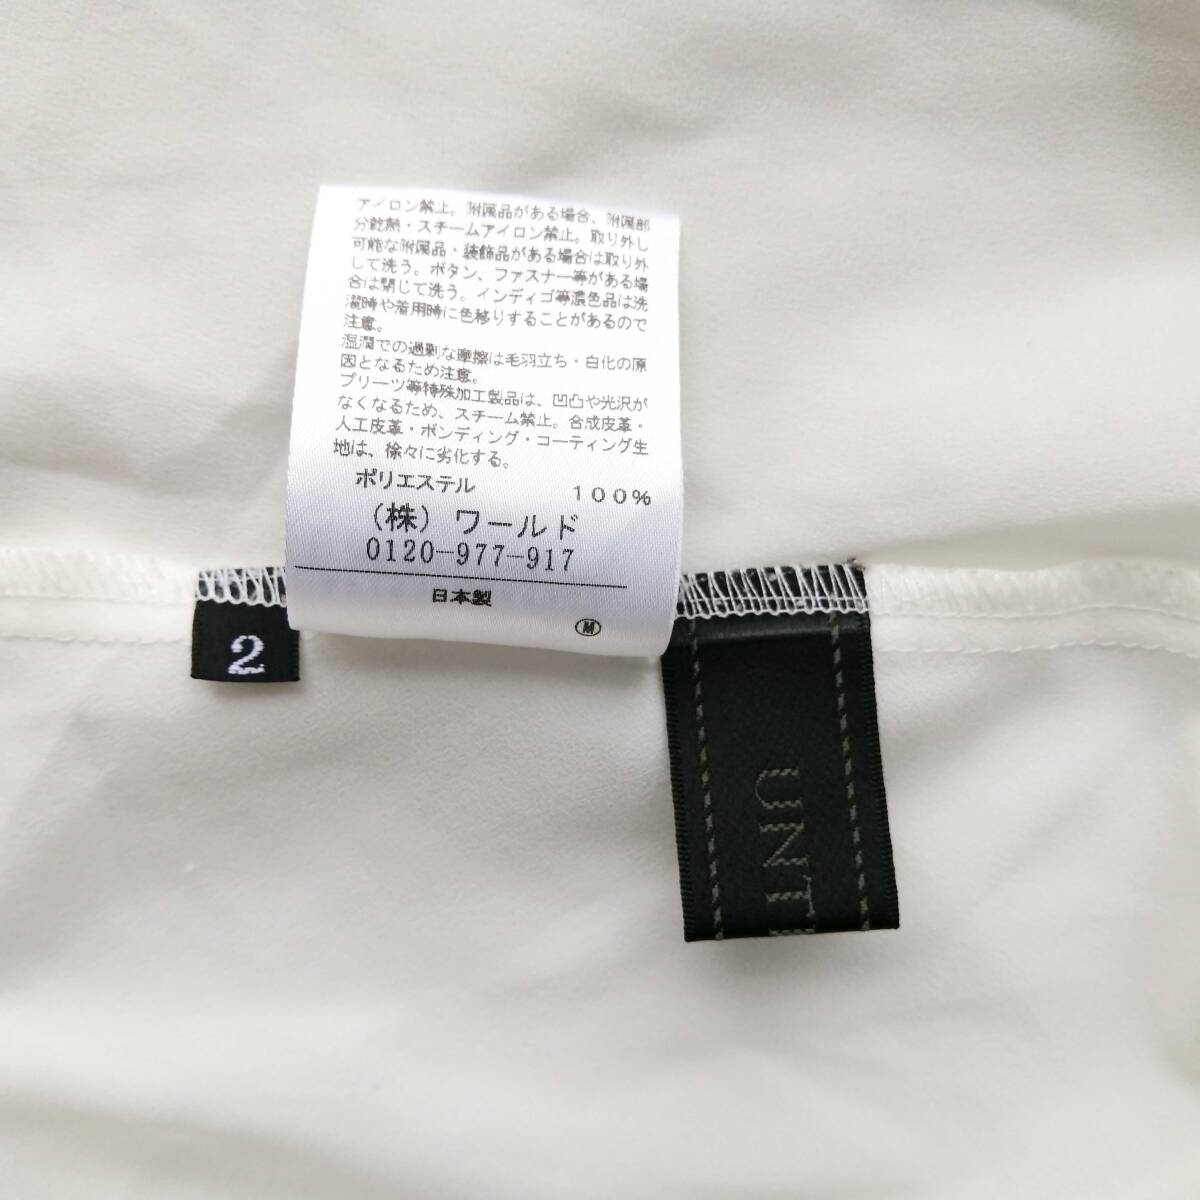 アイロン禁止。附属品がある場合、附属部
分乾熱・スチームアイロン禁止。取り外し
可能な附属品・装飾品がある場合は取り外
して洗う。ボタン、ファスナー等がある場
合は閉じて洗う。インディゴ等濃色品は洗
濯時や着用時に色移りすることがあるので
注意。
湿潤での過剰な摩擦は毛羽立ち・白化の原
因となるため注意。
プリーツ等特殊加工製品は、凹凸や光沢が
なくなるため、スチーム禁止。合成皮革・
人工皮革・ボンディング・コーティング生
地は、徐々に劣化する。
ポリエステル 100%
(株)ワールド
0120-977-917
日本製
M
2
UNT